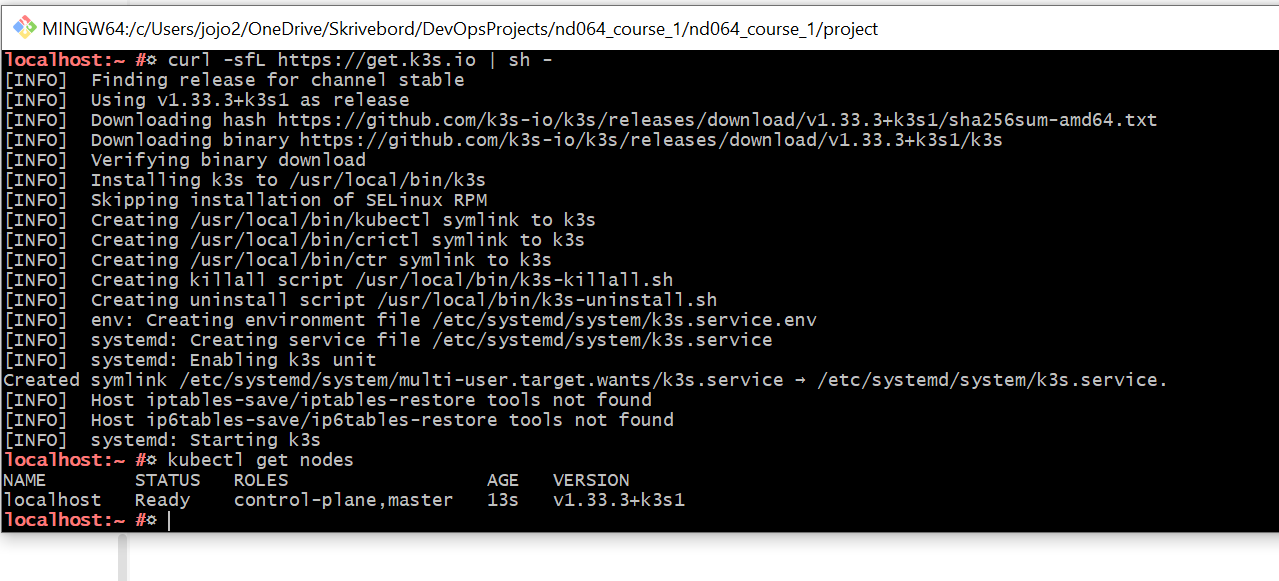 MINGW64:/c/Users/jojo2/OneDrive/Skrivebord/DevOpsProjects/nd064_course_1/nd064_course_1/project
localhost:~ # curl -sfL https://get.k3s.io | sh -
[INFO]  Finding release for channel stable
[INFO]  Using v1.33.3+k3s1 as release
[INFO]  Downloading hash https://github.com/k3s-io/k3s/releases/download/v1.33.3+k3s1/sha256sum-amd64.txt
[INFO]  Downloading binary https://github.com/k3s-io/k3s/releases/download/v1.33.3+k3s1/k3s
[INFO]  Verifying binary download
[INFO]  Installing k3s to /usr/local/bin/k3s
[INFO]  Skipping installation of SELinux RPM
[INFO]  Creating /usr/local/bin/kubectl symlink to k3s
[INFO]  Creating /usr/local/bin/crictl symlink to k3s
[INFO]  Creating /usr/local/bin/ctr symlink to k3s
[INFO]  Creating killall script /usr/local/bin/k3s-killall.sh
[INFO]  Creating uninstall script /usr/local/bin/k3s-uninstall.sh
[INFO]  env: Creating environment file /etc/systemd/system/k3s.service.env
[INFO]  systemd: Creating service file /etc/systemd/system/k3s.service
[INFO]  systemd: Enabling k3s unit
Created symlink /etc/systemd/system/multi-user.target.wants/k3s.service → /etc/systemd/system/k3s.service.
[INFO]  Host iptables-save/iptables-restore tools not found
[INFO]  Host ip6tables-save/ip6tables-restore tools not found
[INFO]  systemd: Starting k3s
localhost:~ # kubectl get nodes
NAME        STATUS   ROLES                  AGE   VERSION
localhost   Ready    control-plane,master   13s   v1.33.3+k3s1
localhost:~ #